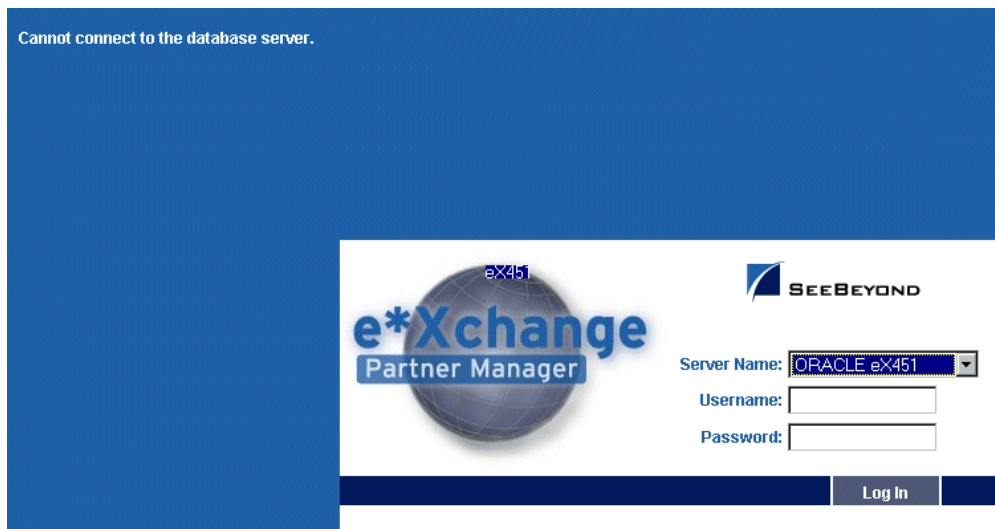 Cannot connect to the database server.
eX451
e*Xchange
Partner Manager
SEEBEYOND
Server Name: ORACLE eX451
Username:
Password:
Log In